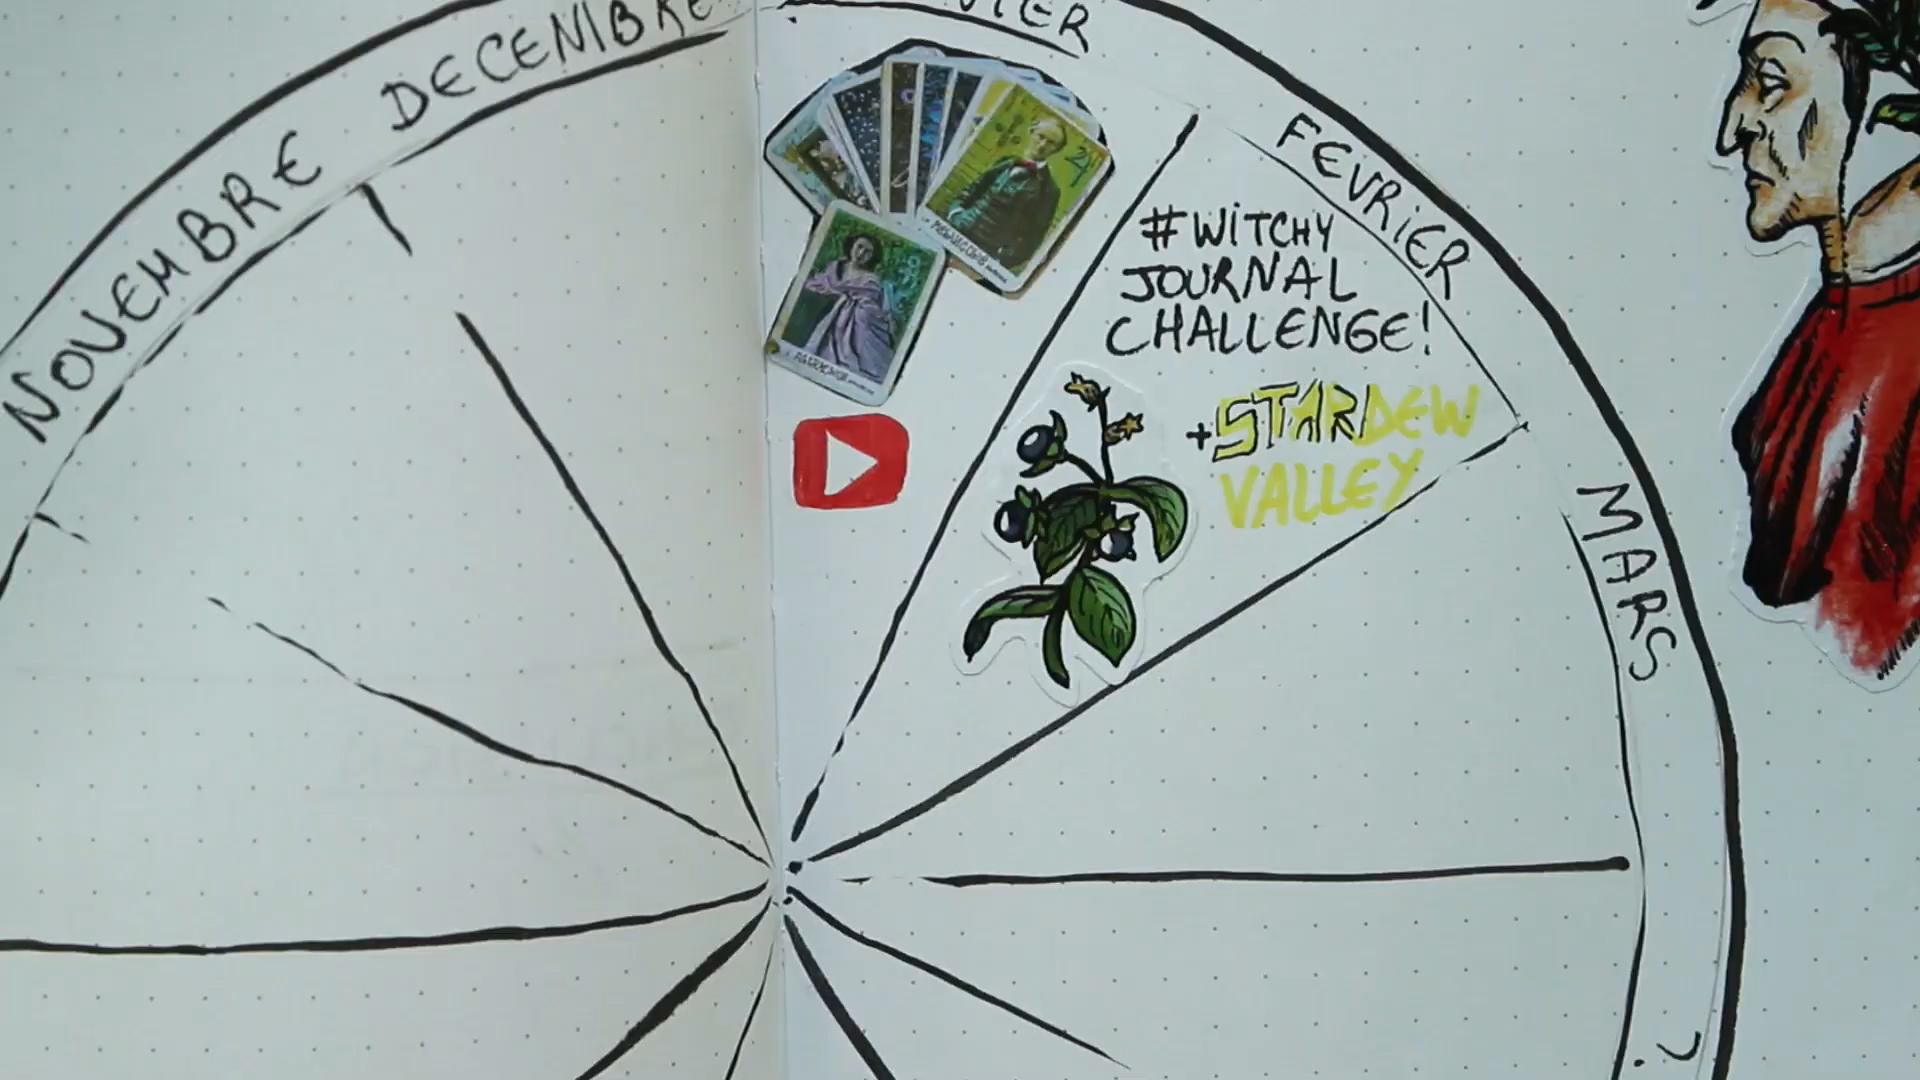 NOVEMBRE
DECEMBRE
FEVRIER
#WITCHY
JOURNAL
CHALLENGE!
+STARDEW
VALLEY
MARS